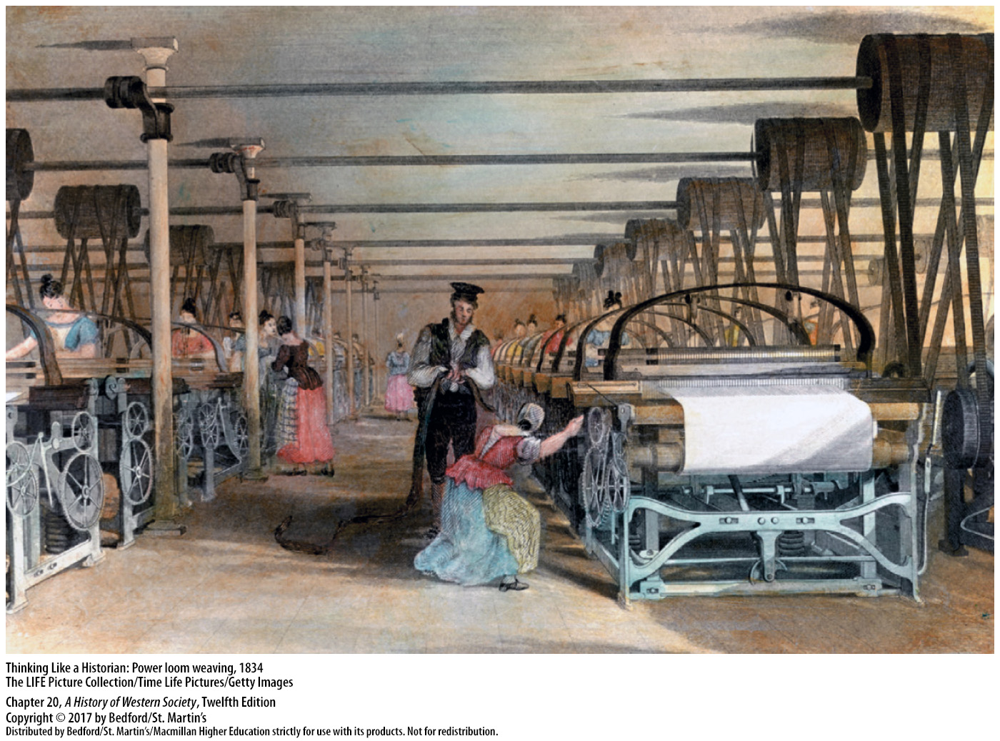 Thinking Like a Historian: Power loom weaving, 1834
The LIFE Picture Collection/Time Life Pictures/Getty Images
Chapter 20, A History of Western Society, Twelfth Edition
Copyright © 2017 by Bedford/St. Martin's
Distributed by Bedford/St. Martin's/Macmillan Higher Education strictly for use with its products. Not for redistribution.